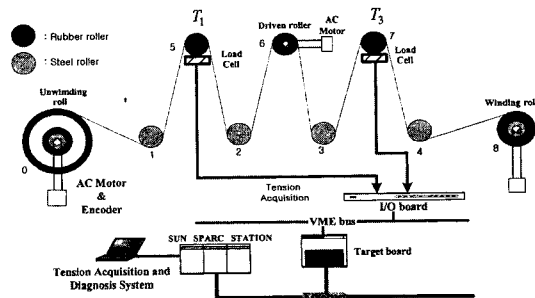 T1
T3
: Rubber roller
: Steel roller
5
Load
Cell
Driven roller
6
AC
Motor
7
Load
Cell
Unwinding
roll
0
1
2
3
4
Winding roll
8
AC Motor
&
Encoder
Tension
Acquisition
I/O board
VME bus
SUN SPARC STATION
Target board
Tension Acquisition and
Diagnosis System